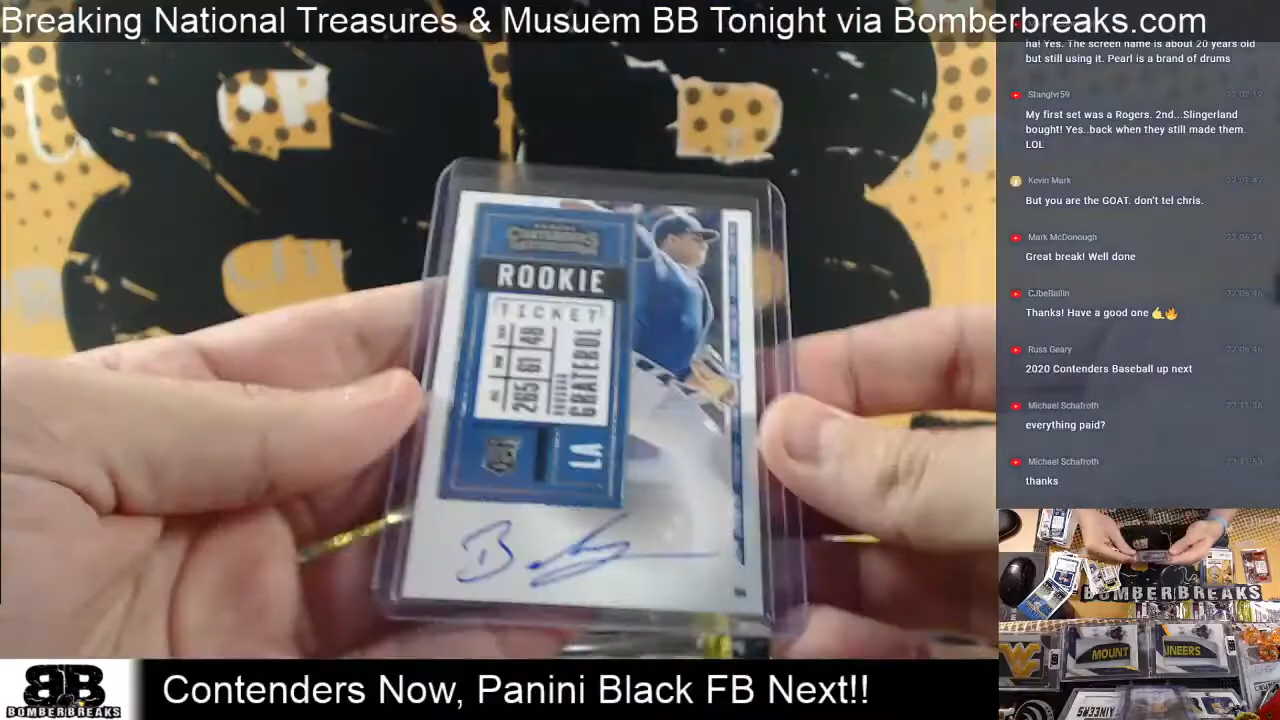 Breaking National Treasures & Musuem BB Tonight via Bomberbreaks.com
ha! Yes. The screen name is about 20 years old
but still using it. Pearl is a brand of drums
Slanglvr59
My first set was a Rogers. 2nd...Slingerland
bought! Yes..back when they still made them.
LOL
Kevin Mark
But you are the GOAT. don't tel chris.
Mark McDonough
Great break! Well done
CJbeBallin
Thanks! Have a good one 💪🔥
Russ Geary
2020 Contenders Baseball up next
Michael Schafroth
everything paid?
Michael Schafroth
thanks
CONTENDERS
ROOKIE
TICKET
48
61
265
GRATEROL
LA
B
BOMBERBREAKS
MOUNT
AINEERS
BB
BOMBERBREAKS
Contenders Now, Panini Black FB Next!!